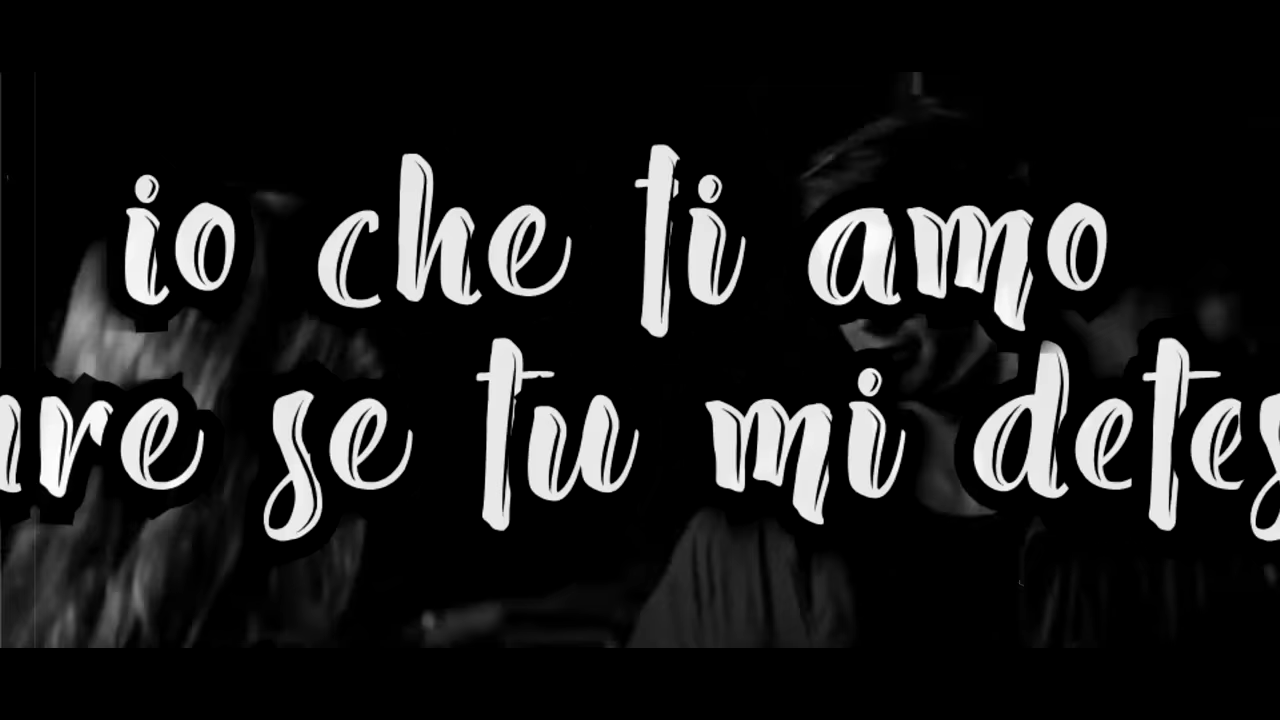 io che ti amo
re se tu mi detes